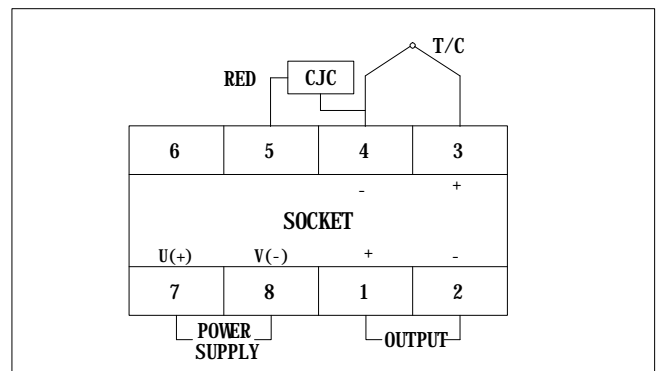 T/C
RED CJC
6 5 4 3
- +
SOCKET
U(+) V(-) + -
7 8 1 2
POWER
SUPPLY
OUTPUT